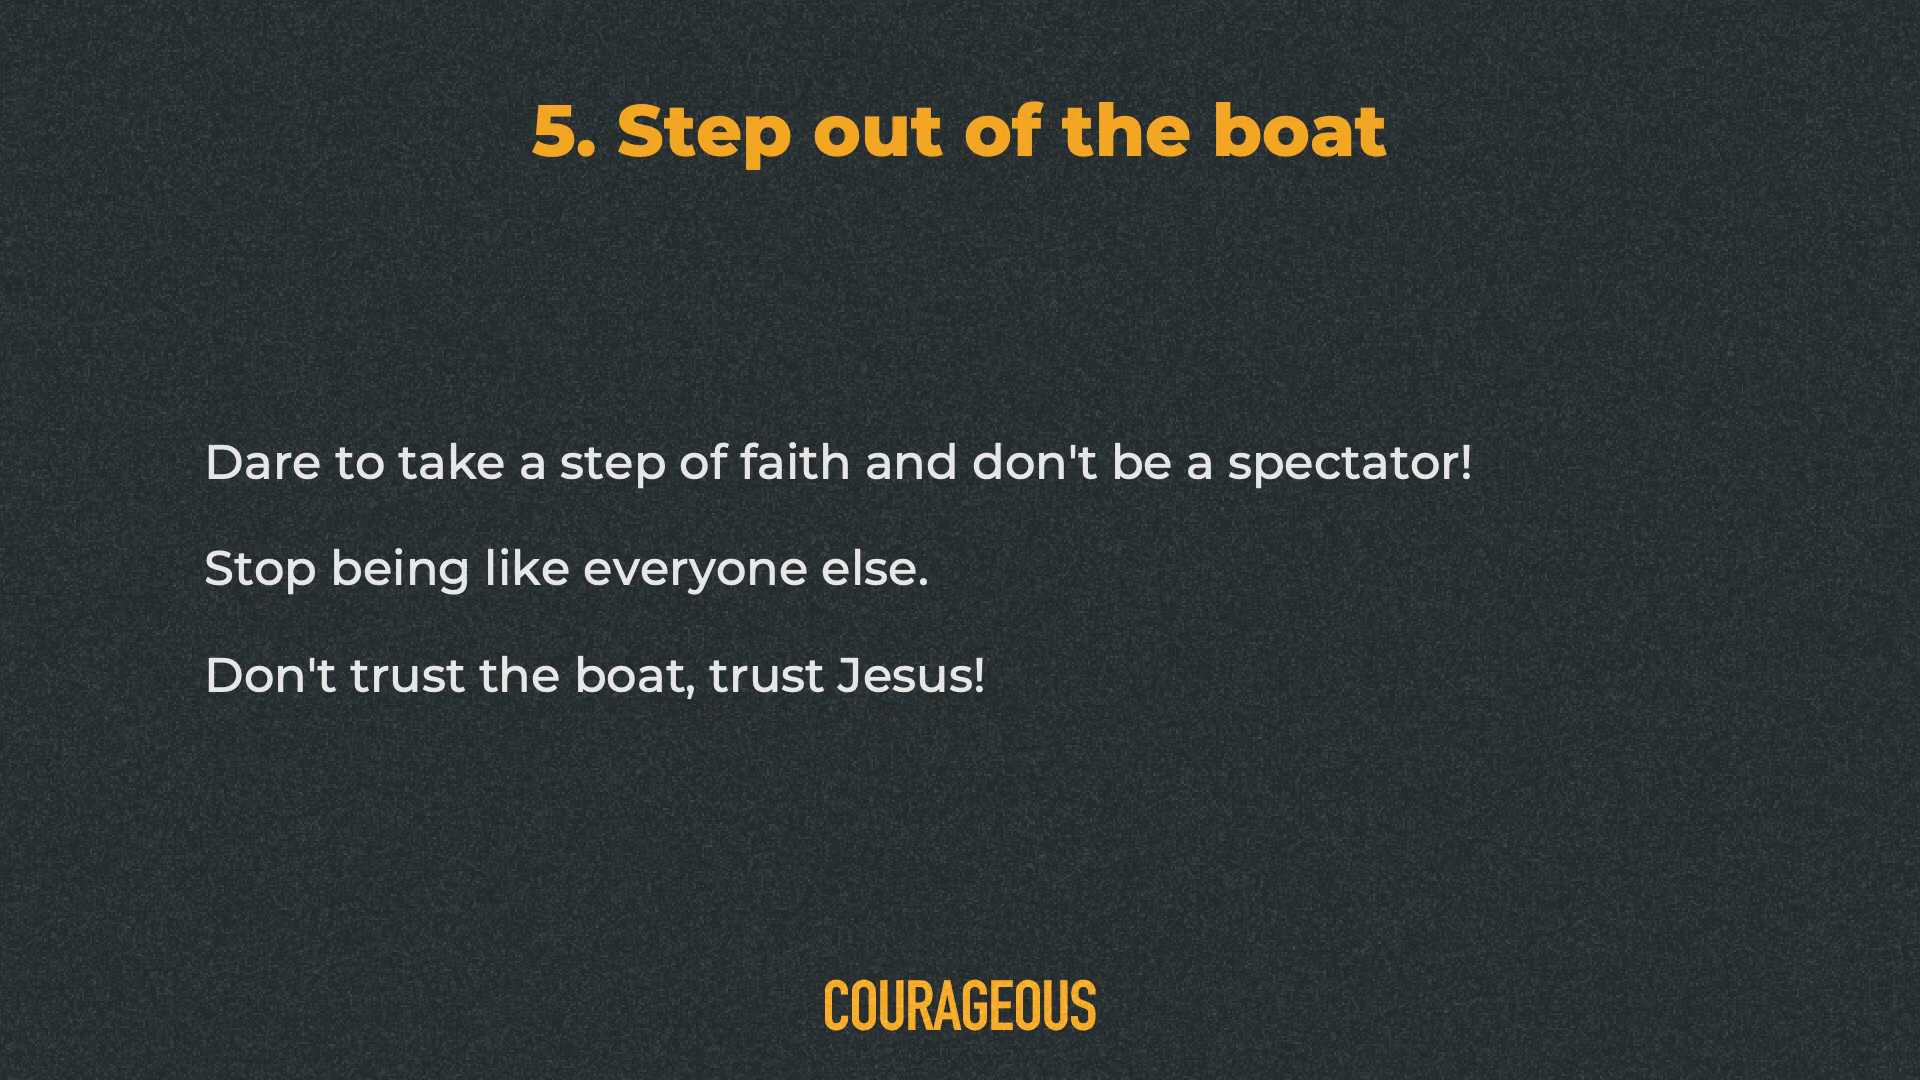 5. Step out of the boat
Dare to take a step of faith and don't be a spectator!
Stop being like everyone else.
Don't trust the boat, trust Jesus!
COURAGEOUS